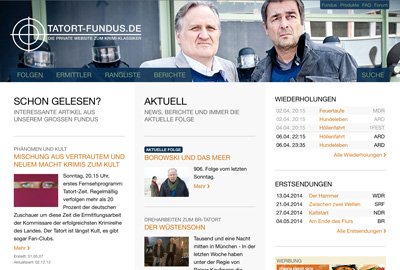 Fundus Produkte FAQ Forum
TATORT-FUNDUS.DE
DIE PRIVATE WEBSITE ZUM KRIMI-KLASSIKER
FOLGEN ERMITTLER RANGLISTE BERICHTE SUCHE
SCHON GELESEN?
INTERESSANTE ARTIKEL AUS
UNSEREM GROSSEN FUNDUS
PHÄNOMEN UND KULT
MISCHUNG AUS VERTRAUTEM UND
NEUEM MACHT KRIMIS ZUM KULT
Sonntag, 20.15 Uhr,
erstes Fernsehprogramm
Tatort-Zeit. Regelmäßig
verfolgen mehr als 20
Prozent der deutschen
Zuschauer um diese Zeit die Ermittlungsarbeit
der Kommissare der erfolgreichsten Krimireihe
des Landes. Der Tatort ist längst Kult, es gibt
sogar Fan-Clubs.
Mehr
Erstellt: 01.09.07
Aktualisiert: 02.12.13
AKTUELL
NEWS, BERICHTE UND IMMER DIE
AKTUELLE FOLGE
AKTUELLE FOLGE
BOROWSKI UND DAS MEER
906. Folge vom letzten
Sonntag.
Mehr
DREHARBEITEN ZUM BR-TATORT
DER WÜSTENSOHN
Tausend und eine Nacht
mitten in München - In
der letzten Woche haben
unter der Regie von
WIEDERHOLUNGEN
02.04. 20:15 Feuertaufe MDR
02.04. 22:15 Hundeleben ARD
05.04. 20:15 Höllenfahrt 1FEST
06.04. 22:15 Hundeleben ARD
06.04. 23:35 Höllenfahrt ARD
Alle Wiederholungen
ERSTSENDUNGEN
13.04.2014 Der Hammer WDR
21.04.2014 Zwischen zwei Welten SRF
27.04.2014 Kaltstart NDR
04.05.2014 Am Ende des Flurs BR
Alle Erstsendungen
WERBUNG